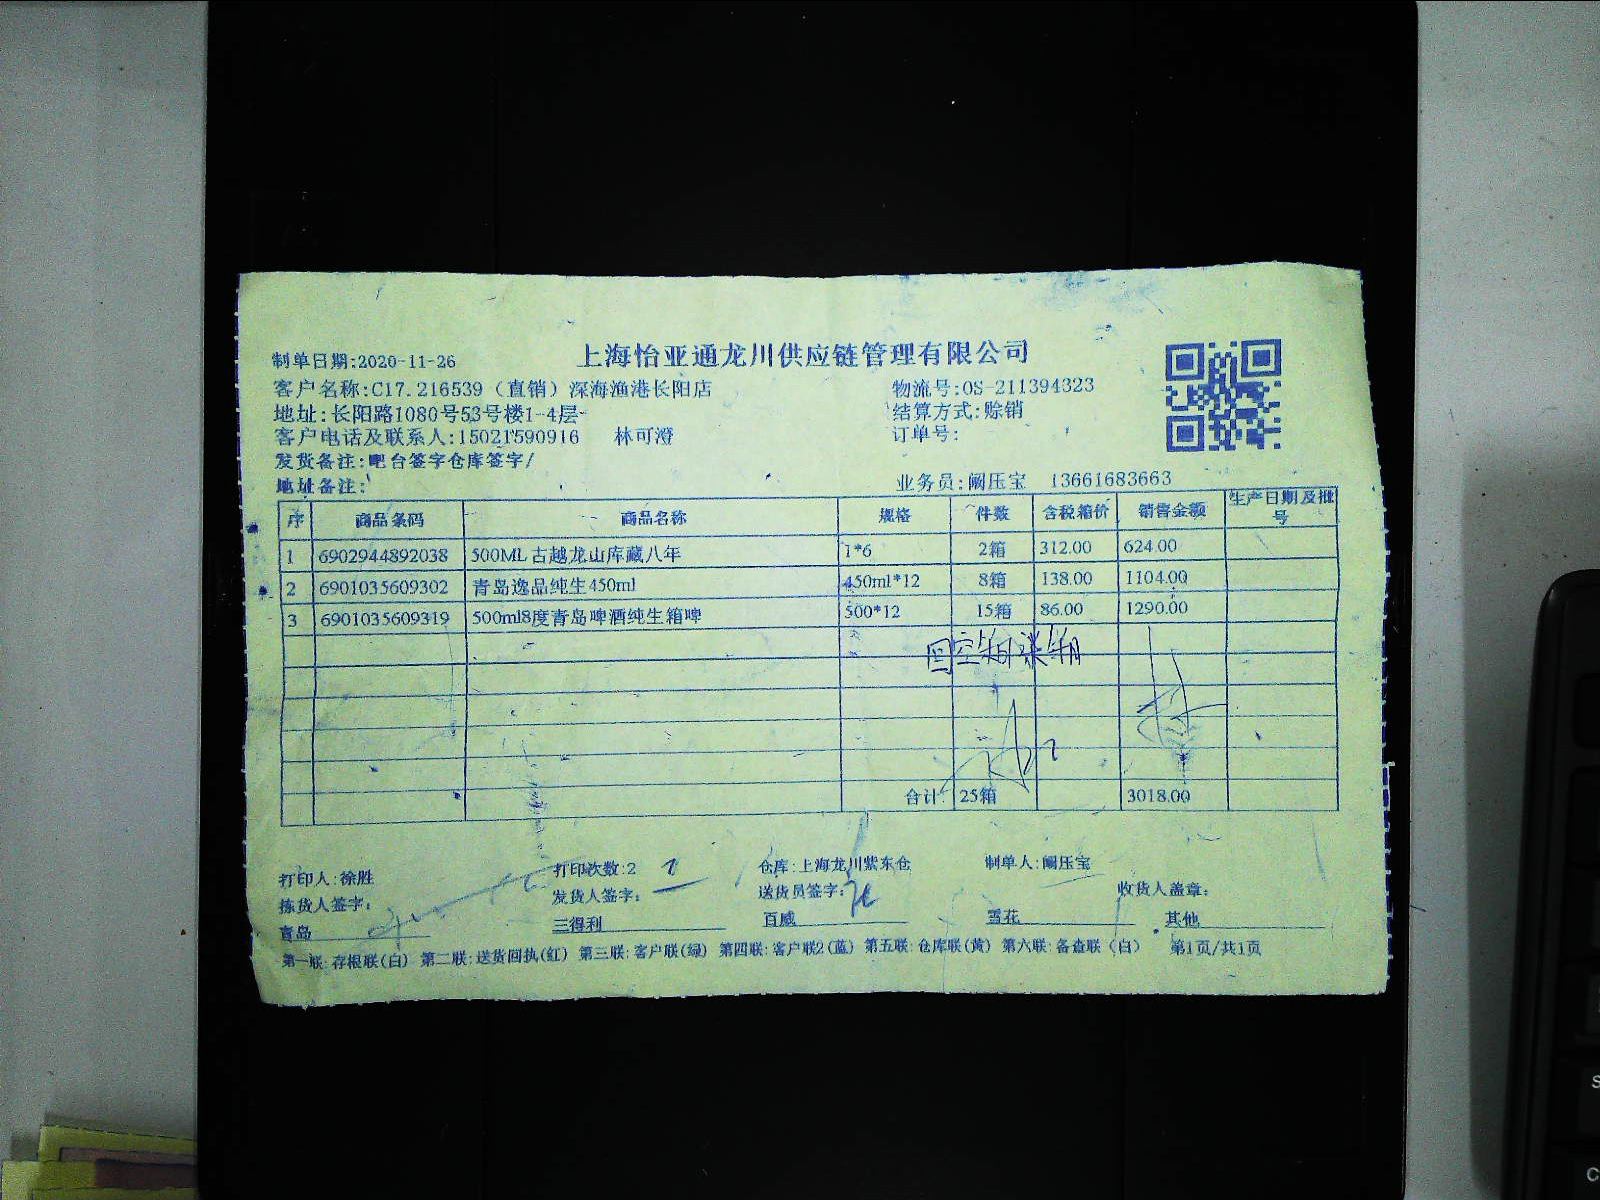 上海怡亚通龙川供应链管理有限公司
制单日期:2020-11-26
客户名称:C17.216539（直销）深海渔港长阳店 物流号:OS-211394323
地址:长阳路1080号53号楼1-4层 结算方式:赊销
客户电话及联系人:15021590916 林可澄 订单号:
发货备注:吧台签字仓库签字/
地址备注: 业务员:阚压宝 13661683663
序 商品条码 商品名称 规格 件数 含税箱价 销售金额 生产日期及批号
1 6902944892038 500ML古越龙山库藏八年 1*6 2箱 312.00 624.00
2 6901035609302 青岛逸品纯生450ml 450ml*12 8箱 138.00 1104.00
3 6901035609319 500ml8度青岛啤酒纯生箱啤 500*12 15箱 86.00 1290.00
回空箱
合计: 25箱 3018.00
打印人:徐胜 打印次数:2 仓库:上海龙川紫东仓 制单人:阚压宝
拣货人签字: 发货人签字: 送货员签字: 收货人盖章:
青岛 三得利 百威 雪花 其他
第一联:存根联(白) 第二联:送货回执(红) 第三联:客户联(绿) 第四联:客户联2(蓝) 第五联:仓库联(黄) 第六联:备查联(白) 第1页/共1页